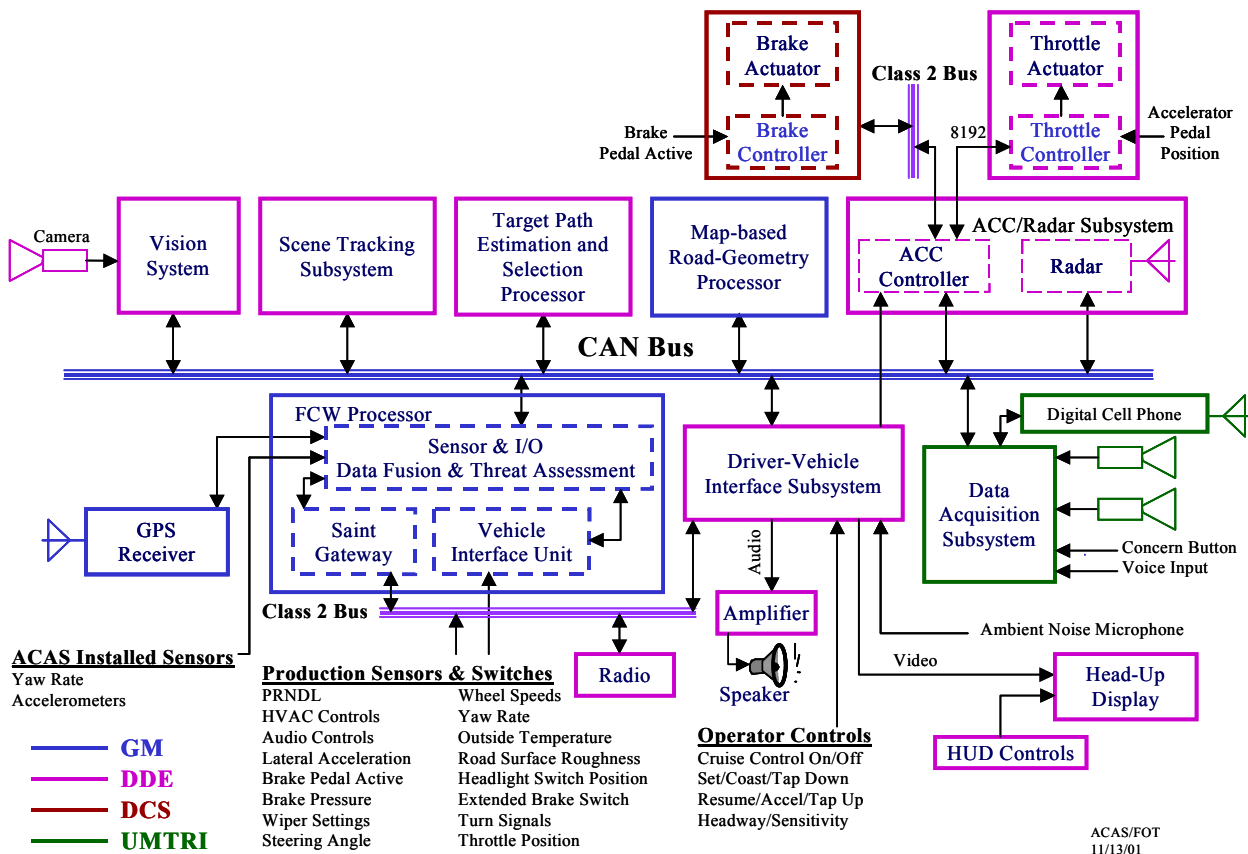 Brake
Actuator
Class 2 Bus
Throttle
Actuator
Brake
Pedal Active
Brake
Controller
8192
Throttle
Controller
Accelerator
Pedal
Position
Camera
Vision
System
Scene Tracking
Subsystem
Target Path
Estimation and
Selection
Processor
Map-based
Road-Geometry
Processor
ACC/Radar Subsystem
ACC
Controller
Radar
CAN Bus
FCW Processor
Sensor & I/O
Data Fusion & Threat Assessment
Saint
Gateway
Vehicle
Interface Unit
GPS
Receiver
Driver-Vehicle
Interface Subsystem
Digital Cell Phone
Data
Acquisition
Subsystem
Concern Button
Voice Input
Class 2 Bus
Audio
Amplifier
Speaker
Radio
Ambient Noise Microphone
Video
Head-Up
Display
HUD Controls
ACAS Installed Sensors
Yaw Rate
Accelerometers
Production Sensors & Switches
PRNDL
HVAC Controls
Audio Controls
Lateral Acceleration
Brake Pedal Active
Brake Pressure
Wiper Settings
Steering Angle
Wheel Speeds
Yaw Rate
Outside Temperature
Road Surface Roughness
Headlight Switch Position
Extended Brake Switch
Turn Signals
Throttle Position
Operator Controls
Cruise Control On/Off
Set/Coast/Tap Down
Resume/Accel/Tap Up
Headway/Sensitivity
GM
DDE
DCS
UMTRI
ACAS/FOT
11/13/01